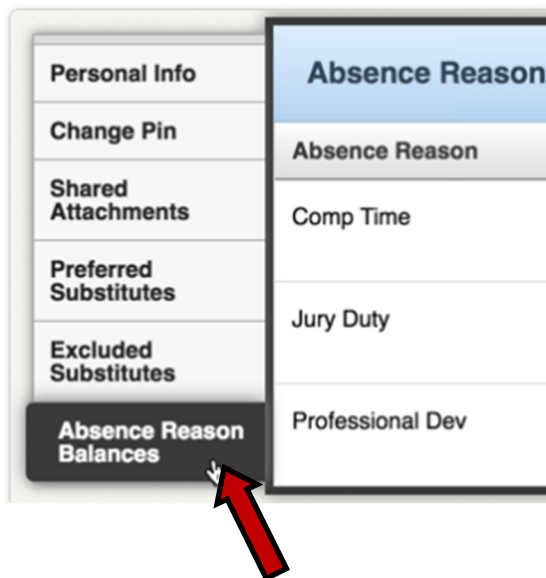 Personal Info
Change Pin
Shared
Attachments
Preferred
Substitutes
Excluded
Substitutes
Absence Reason
Balances
Absence Reason
Absence Reason
Comp Time
Jury Duty
Professional Dev